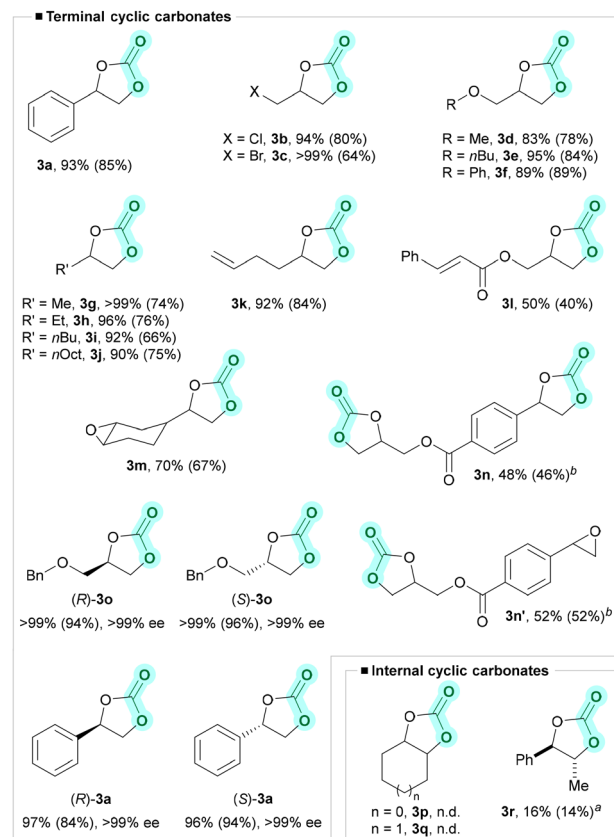 ■ Terminal cyclic carbonates
O
O
O
3a, 93% (85%)
O
O
O
X
X = Cl, 3b, 94% (80%)
X = Br, 3c, >99% (64%)
O
O
O
O
R
R = Me, 3d, 83% (78%)
R = nBu, 3e, 95% (84%)
R = Ph, 3f, 89% (89%)
O
O
O
R'
R' = Me, 3g, >99% (74%)
R' = Et, 3h, 96% (76%)
R' = nBu, 3i, 92% (66%)
R' = nOct, 3j, 90% (75%)
O
O
O
3k, 92% (84%)
O
O
O
Ph
O
O
3l, 50% (40%)
O
O
O
O
3m, 70% (67%)
O
O
O
O
O
O
O
O
3n, 48% (46%)b
O
O
O
BnO
(R)-3o
>99% (94%), >99% ee
O
O
O
BnO
(S)-3o
>99% (96%), >99% ee
O
O
O
O
O
O
3n', 52% (52%)b
O
O
O
(R)-3a
97% (84%), >99% ee
O
O
O
(S)-3a
96% (94%), >99% ee
■ Internal cyclic carbonates
O
O
O
( )n
n = 0, 3p, n.d.
n = 1, 3q, n.d.
O
O
O
Ph
Me
3r, 16% (14%)a